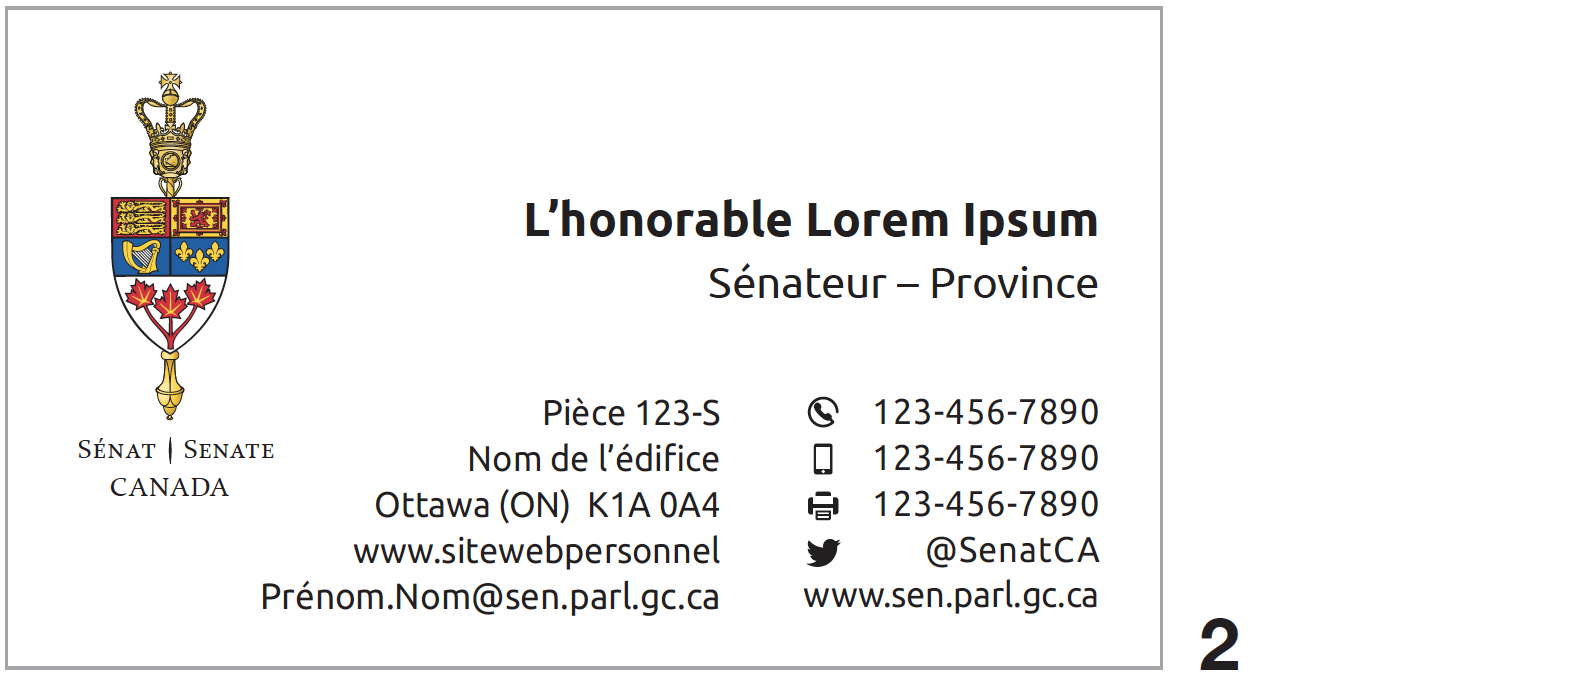 L’honorable Lorem Ipsum
Sénateur – Province
SÉNAT | SENATE
CANADA
Pièce 123-S
Nom de l’édifice
Ottawa (ON)  K1A 0A4
www.sitewebpersonnel
Prénom.Nom@sen.parl.gc.ca
123-456-7890
123-456-7890
123-456-7890
@SenatCA
www.sen.parl.gc.ca
2